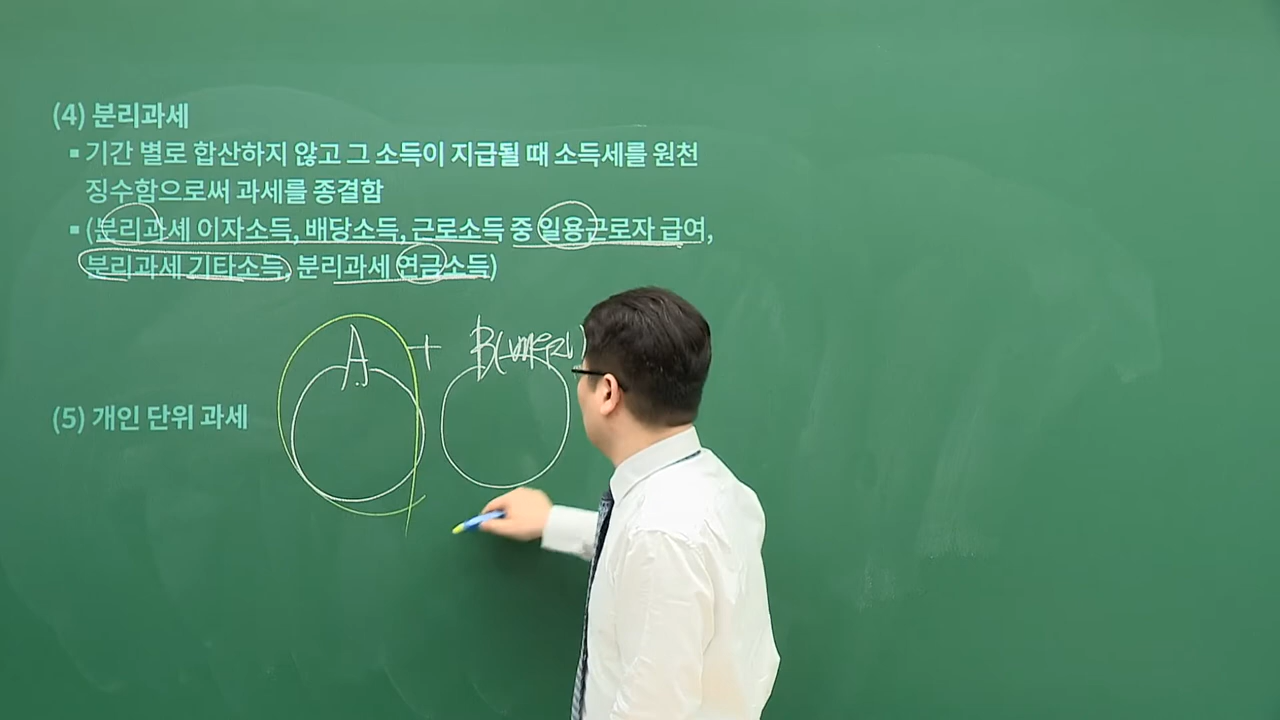 (4) 분리과세
▪ 기간 별로 합산하지 않고 그 소득이 지급될 때 소득세를 원천
징수함으로써 과세를 종결함
▪ (분리과세 이자소득, 배당소득, 근로소득 중 일용근로자 급여,
분리과세 기타소득, 분리과세 연금소득)
A + B(배우자)
(5) 개인 단위 과세